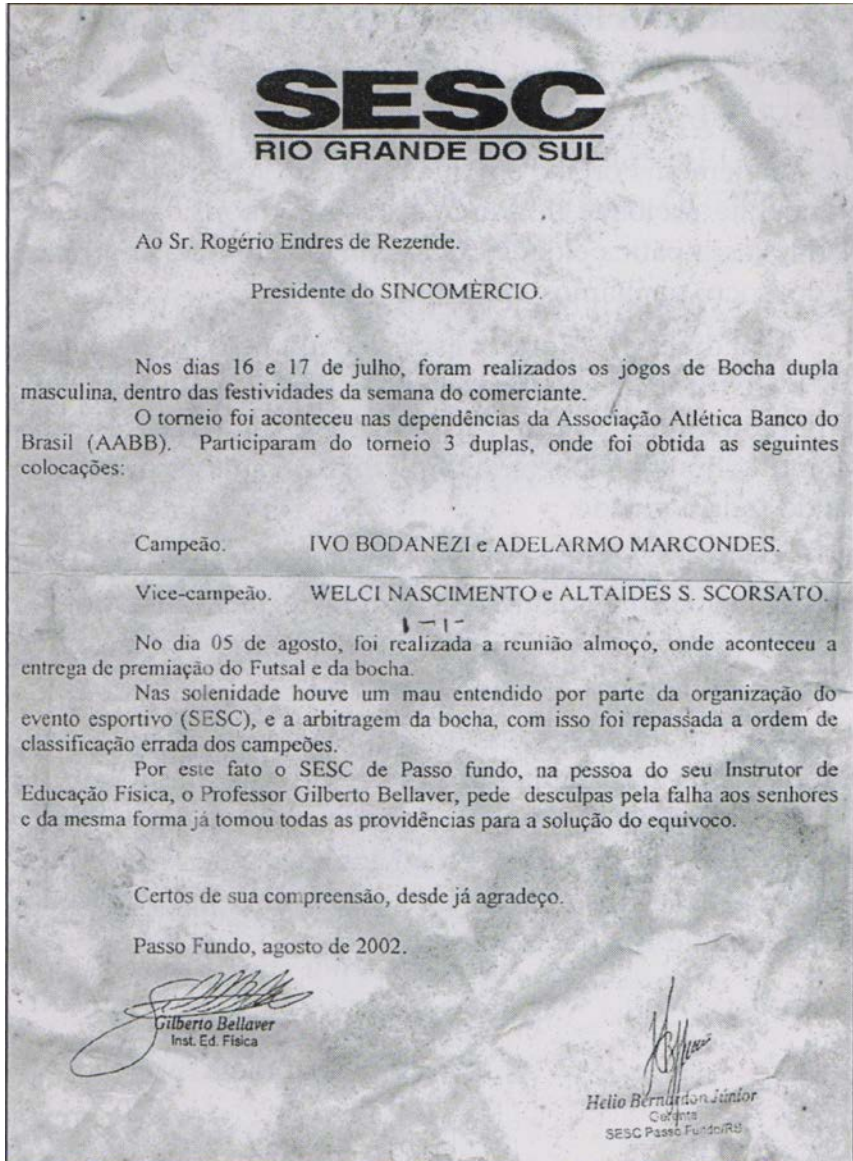 SESC
RIO GRANDE DO SUL
Ao Sr. Rogério Endres de Rezende.
Presidente do SINCOMÈRCIO.
Nos dias 16 e 17 de julho, foram realizados os jogos de Bocha dupla
masculina, dentro das festividades da semana do comerciante.
O torneio foi aconteceu nas dependências da Associação Atlética Banco do
Brasil (AABB). Participaram do torneio 3 duplas, onde foi obtida as seguintes
colocações:
Campeão. IVO BODANEZI e ADELARMO MARCONDES.
Vice-campeão. WELCI NASCIMENTO e ALTAÍDES S. SCORSATO.
No dia 05 de agosto, foi realizada a reunião almoço, onde aconteceu a
entrega de premiação do Futsal e da bocha.
Nas solenidade houve um mau entendido por parte da organização do
evento esportivo (SESC), e a arbitragem da bocha, com isso foi repassada a ordem de
classificação errada dos campeões.
Por este fato o SESC de Passo fundo, na pessoa do seu Instrutor de
Educação Física, o Professor Gilberto Bellaver, pede desculpas pela falha aos senhores
e da mesma forma já tomou todas as providências para a solução do equivoco.
Certos de sua compreensão, desde já agradeço.
Passo Fundo, agosto de 2002.
Gilberto Bellaver
Inst. Ed. Física
Helio Bernardon Júnior
Gerente
SESC Passo Fundo/RS